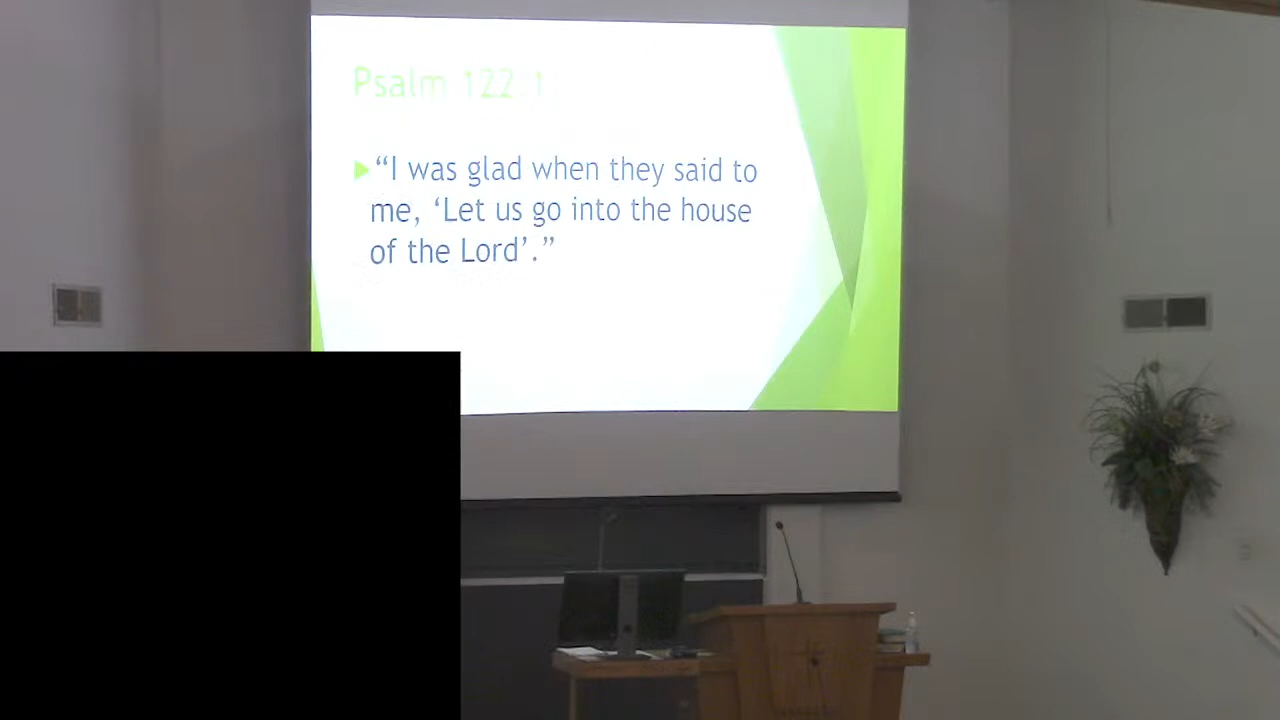 Psalm 122:1
“I was glad when they said to
me, ‘Let us go into the house
of the Lord’.”